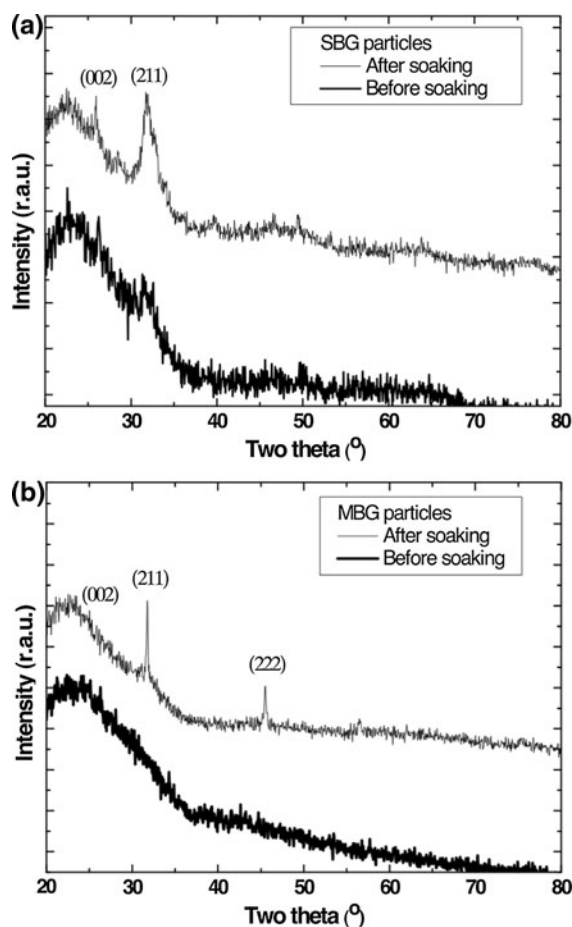 (a)
SBG particles
After soaking
Before soaking
(002)
(211)
Intensity (r.a.u.)
20 30 40 50 60 70 80
Two theta (O)
(b)
MBG particles
After soaking
Before soaking
(002)
(211)
(222)
Intensity (r.a.u.)
20 30 40 50 60 70 80
Two theta (O)